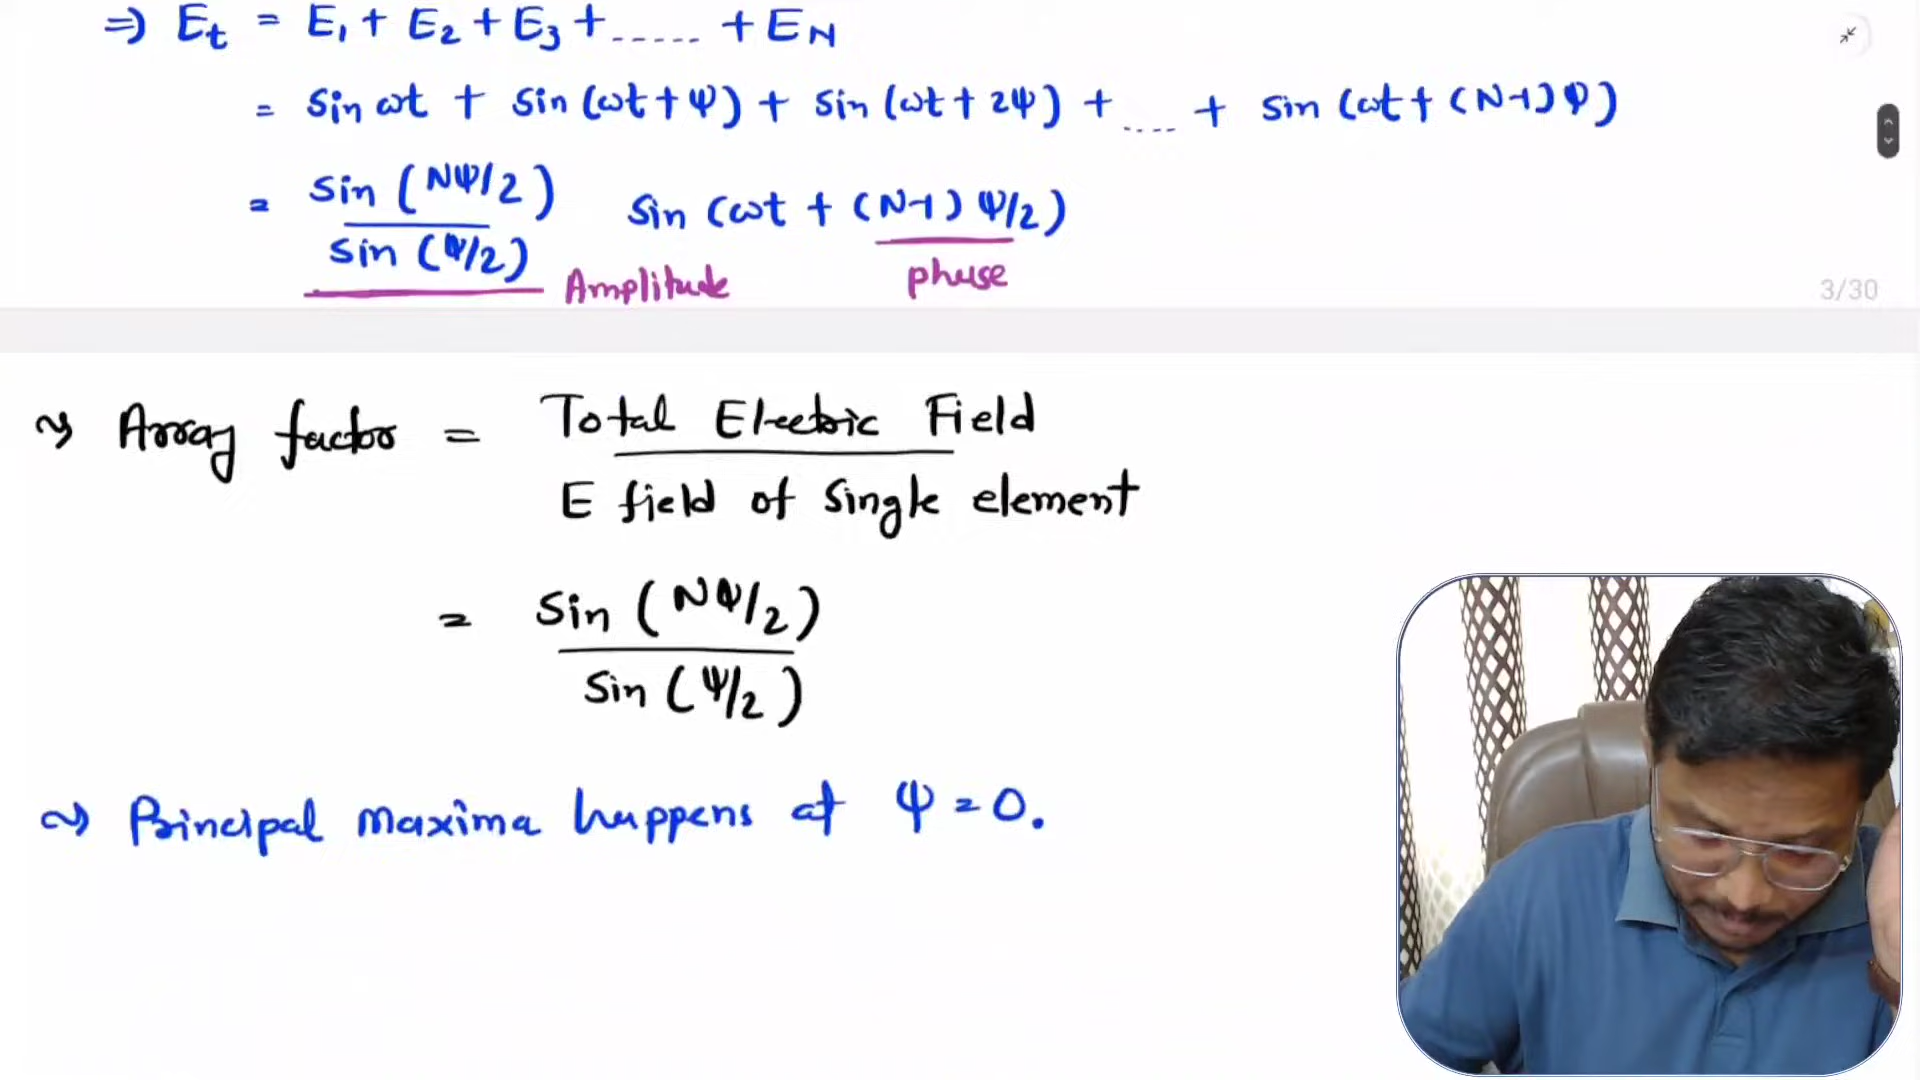 ⇒ Et = E1 + E2 + E3 + ..... + EN
= sin ωt + sin (ωt + ψ) + sin (ωt + 2ψ) + .... + sin (ωt + (N-1) ψ)
= sin (Nψ/2) / sin (ψ/2) sin (ωt + (N-1) ψ/2)
Amplitude phase
3/30
Array factor = Total Electric Field / E field of single element
= sin (Nψ/2) / sin (ψ/2)
Principal maxima happens at ψ = 0.